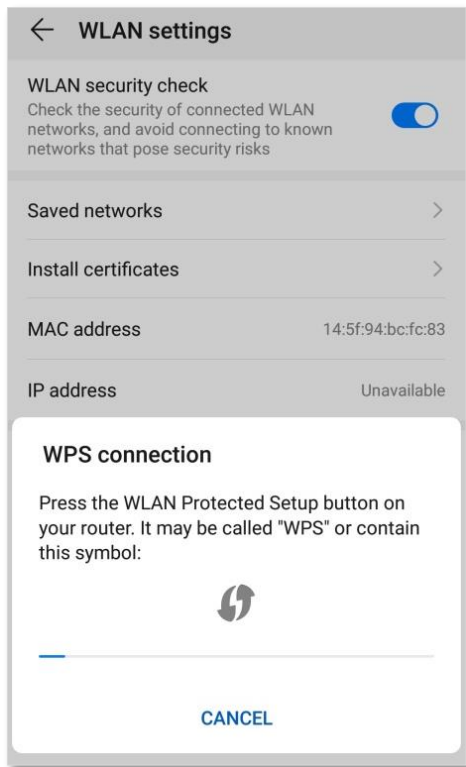 WLAN settings
WLAN security check
Check the security of connected WLAN
networks, and avoid connecting to known
networks that pose security risks
Saved networks
Install certificates
MAC address 14:5f:94:bc:fc:83
IP address Unavailable
WPS connection
Press the WLAN Protected Setup button on
your router. It may be called "WPS" or contain
this symbol:
CANCEL